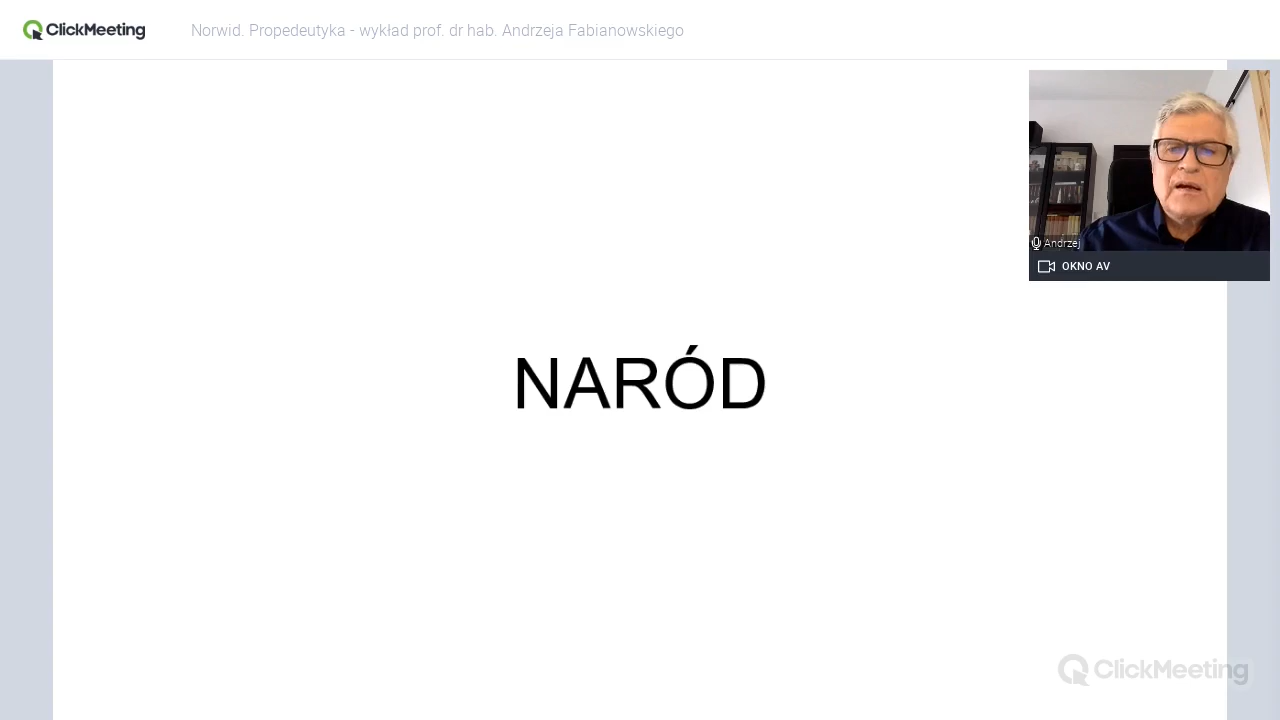 ClickMeeting
Norwid. Propedeutyka - wykład prof. dr hab. Andrzeja Fabianowskiego
Andrzej
OKNO AV
NARÓD
ClickMeeting